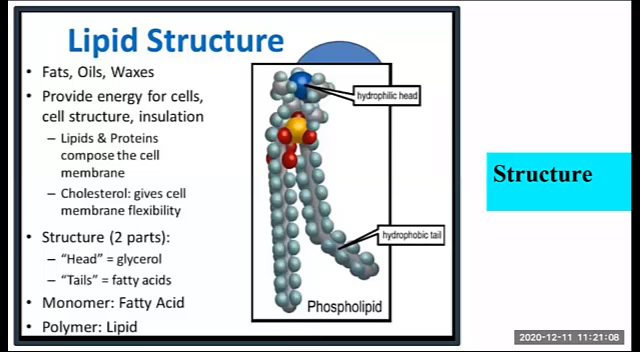 Lipid Structure
• Fats, Oils, Waxes
• Provide energy for cells,
cell structure, insulation
– Lipids & Proteins
compose the cell
membrane
– Cholesterol: gives cell
membrane flexibility
• Structure (2 parts):
– “Head” = glycerol
– “Tails” = fatty acids
• Monomer: Fatty Acid
• Polymer: Lipid
hydrophilic head
hydrophobic tail
Phospholipid
Structure
2020-12-11 11:21:08